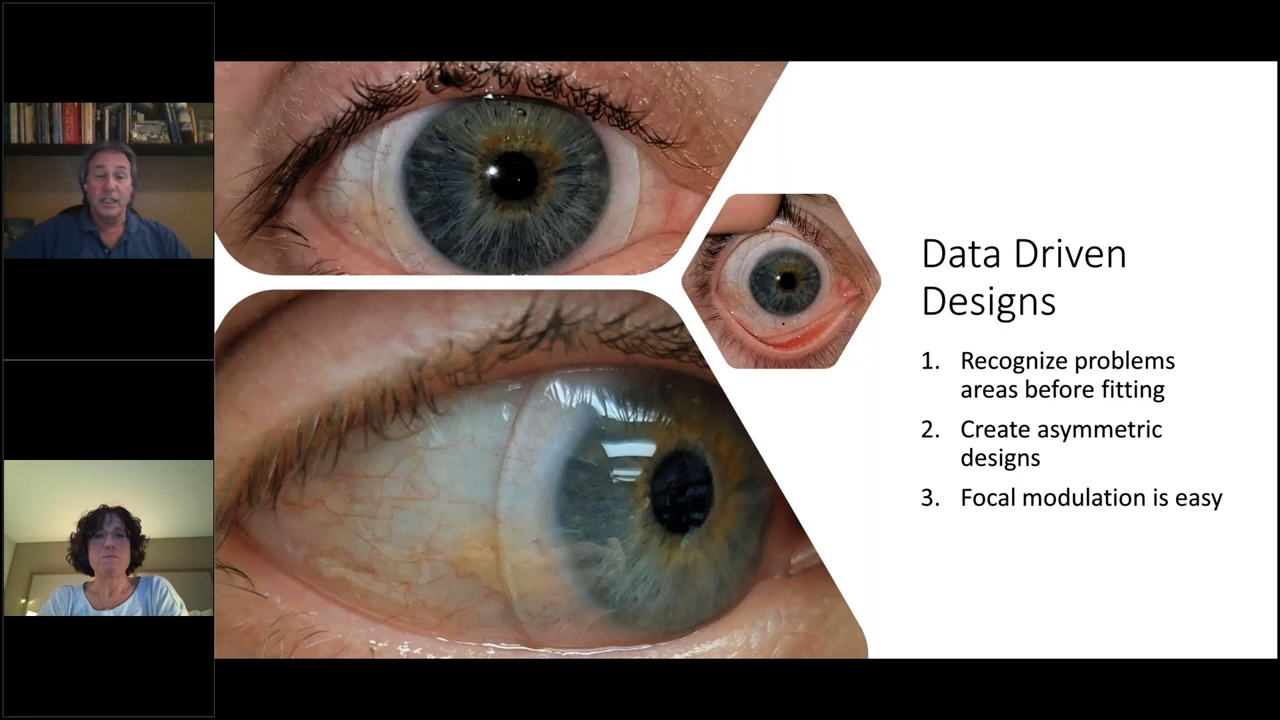 Data Driven
Designs
1. Recognize problems
areas before fitting
2. Create asymmetric
designs
3. Focal modulation is easy